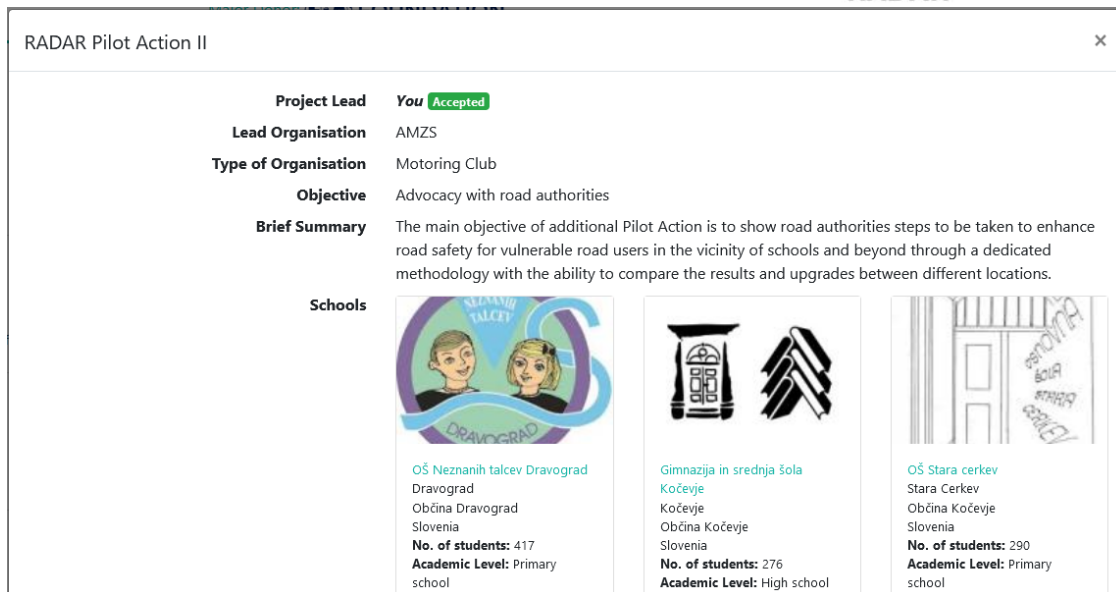 RADAR Pilot Action II
×
Project Lead You Accepted
Lead Organisation AMZS
Type of Organisation Motoring Club
Objective Advocacy with road authorities
Brief Summary The main objective of additional Pilot Action is to show road authorities steps to be taken to enhance
road safety for vulnerable road users in the vicinity of schools and beyond through a dedicated
methodology with the ability to compare the results and upgrades between different locations.
Schools
NEZNANIH
TALCEV
DRAVOGRAD
OŠ Neznanih talcev Dravograd
Dravograd
Občina Dravograd
Slovenia
No. of students: 417
Academic Level: Primary
school
Gimnazija in srednja šola
Kočevje
Kočevje
Občina Kočevje
Slovenia
No. of students: 276
Academic Level: High school
OSNOVNA
ŠOLA
STARA
CERKEV
OŠ Stara cerkev
Stara Cerkev
Občina Kočevje
Slovenia
No. of students: 290
Academic Level: Primary
school